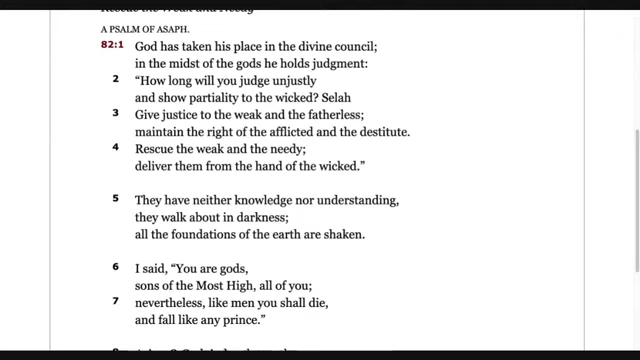 Rescue the Weak and Needy
A PSALM OF ASAPH.
82:1 God has taken his place in the divine council;
in the midst of the gods he holds judgment:
2 “How long will you judge unjustly
and show partiality to the wicked? Selah
3 Give justice to the weak and the fatherless;
maintain the right of the afflicted and the destitute.
4 Rescue the weak and the needy;
deliver them from the hand of the wicked.”
5 They have neither knowledge nor understanding,
they walk about in darkness;
all the foundations of the earth are shaken.
6 I said, “You are gods,
sons of the Most High, all of you;
7 nevertheless, like men you shall die,
and fall like any prince.”